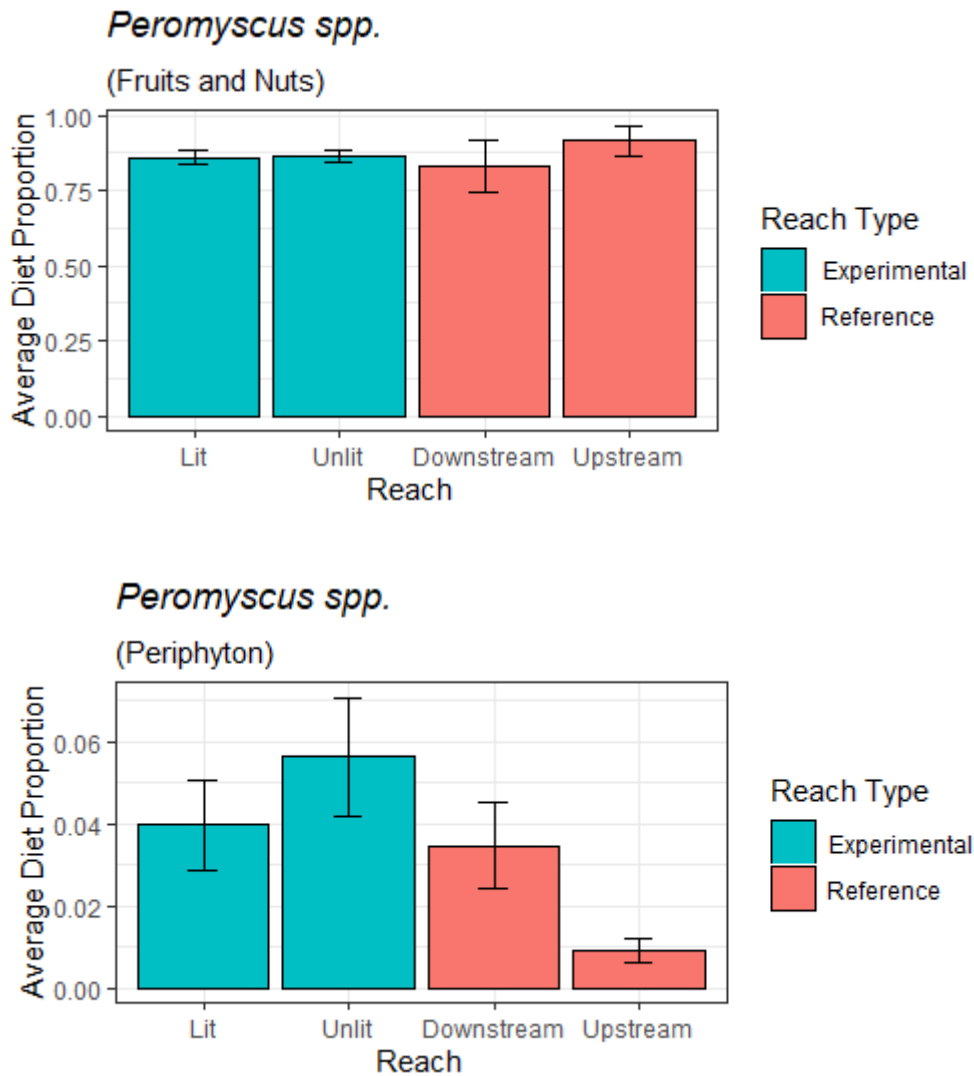 Peromyscus spp.
(Fruits and Nuts)
Average Diet Proportion
1.00
0.75
0.50
0.25
0.00
Lit Unlit Downstream Upstream
Reach
Reach Type
Experimental
Reference
Peromyscus spp.
(Periphyton)
Average Diet Proportion
0.06
0.04
0.02
0.00
Lit Unlit Downstream Upstream
Reach
Reach Type
Experimental
Reference